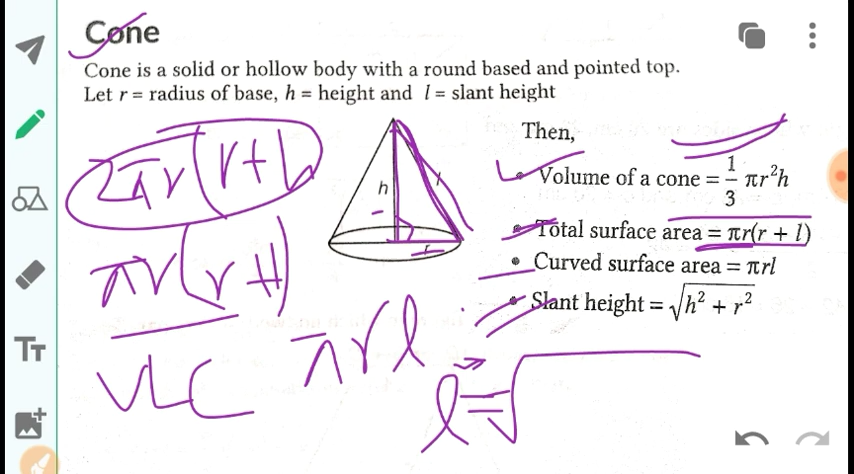 Cone
Cone is a solid or hollow body with a round based and pointed top.
Let r = radius of base, h = height and l = slant height
Then,
• Volume of a cone = 1/3 πr²h
• Total surface area = πr(r + l)
• Curved surface area = πrl
• Slant height = √h² + r²
h
l
r
2πr(r+h
πr(r+l)
πrl
l=√
TT